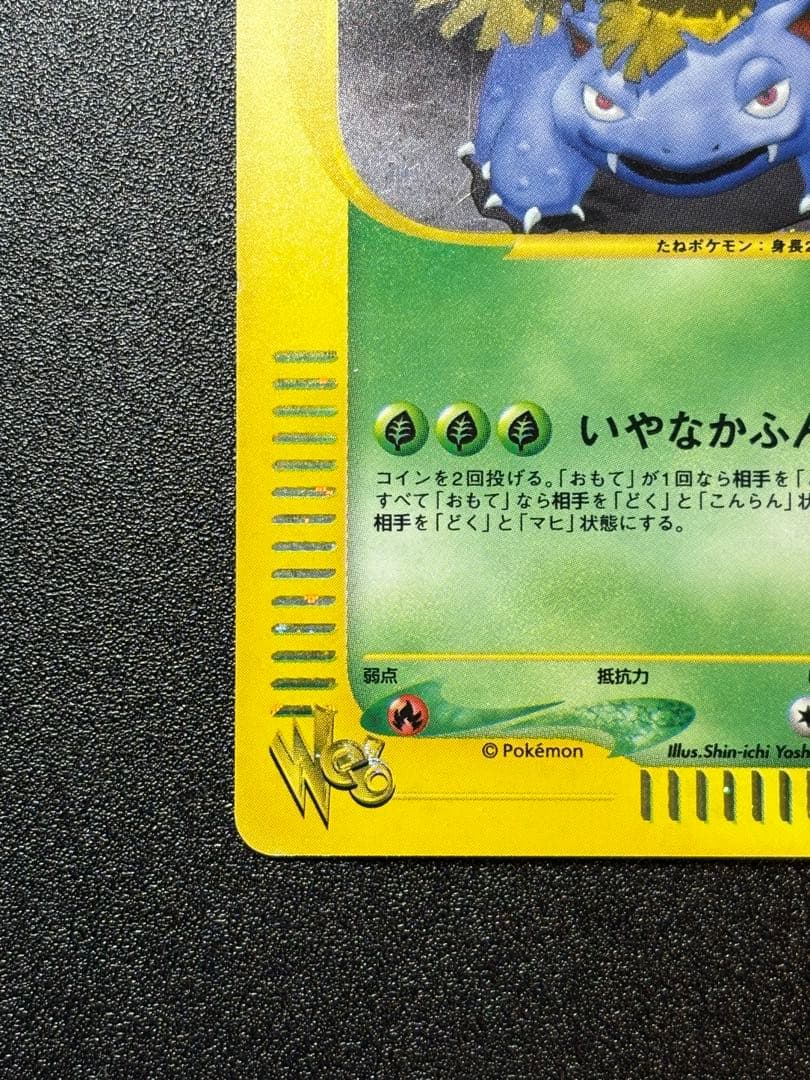 たねポケモン：身長2
いやなかふん
コインを2回投げる。「おもて」が1回なら相手を「
すべて「おもて」なら相手を「どく」と「こんらん」状
相手を「どく」と「マヒ」状態にする。
弱点
抵抗力
Web
© Pokémon
Illus.Shin-ichi Yosh